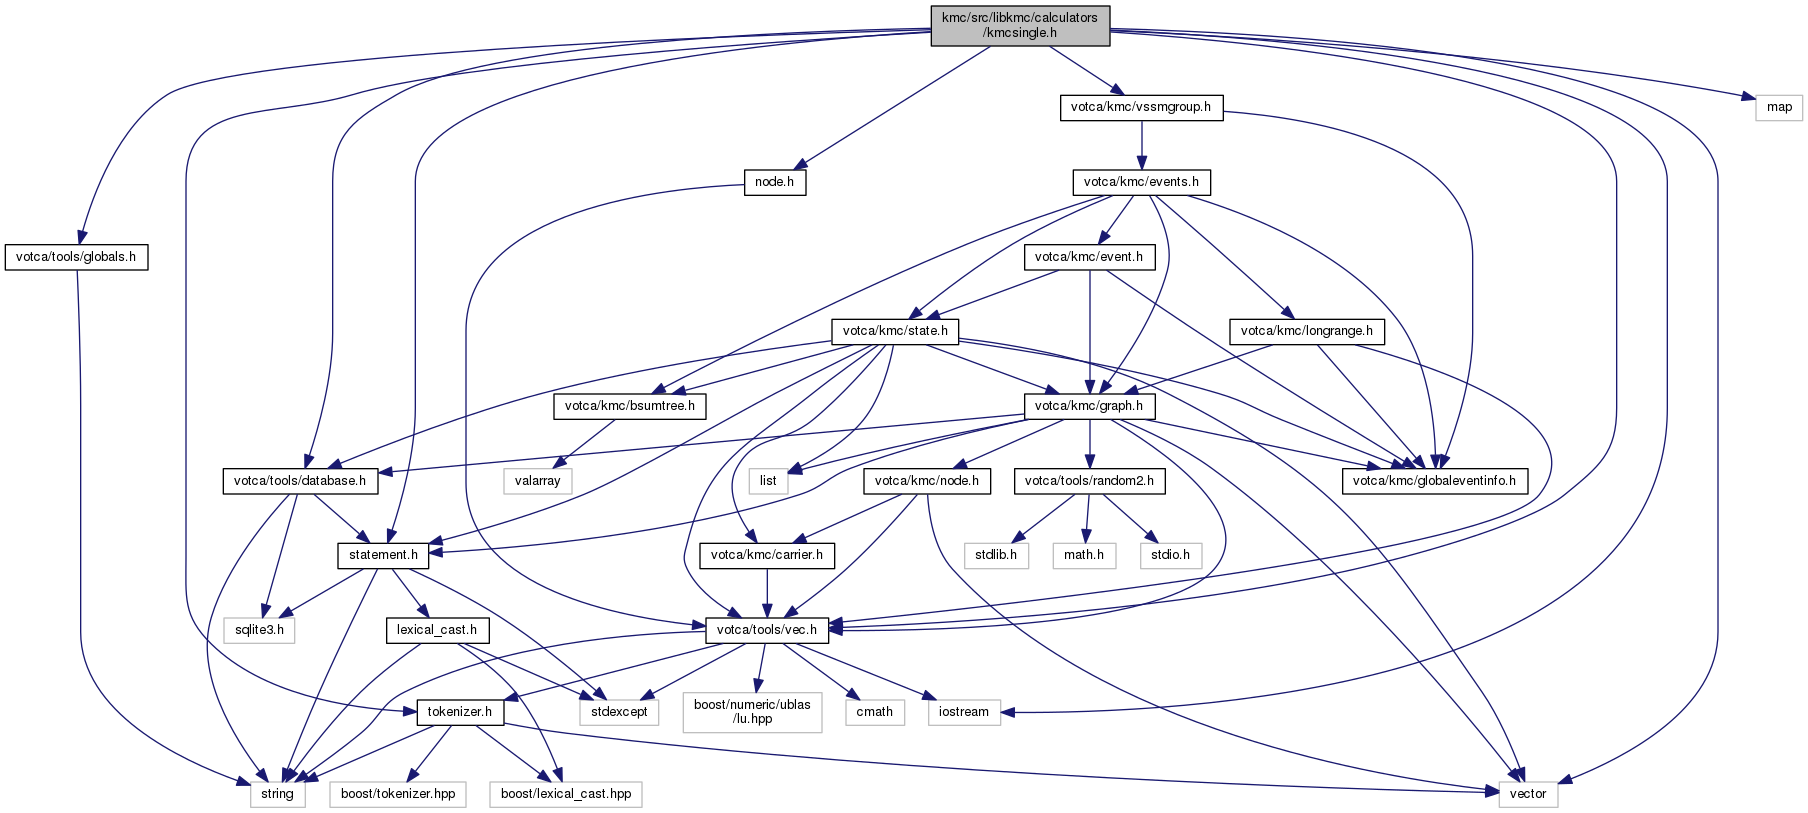 kmc/src/libkmc/calculators
/kmcsingle.h
votca/kmc/vssmgroup.h
map
node.h
votca/kmc/events.h
votca/tools/globals.h
votca/kmc/event.h
votca/kmc/state.h
votca/kmc/longrange.h
votca/kmc/bsumtree.h
votca/kmc/graph.h
votca/tools/database.h
valarray
list
votca/kmc/node.h
votca/tools/random2.h
votca/kmc/globaleventinfo.h
statement.h
votca/kmc/carrier.h
stdlib.h
math.h
stdio.h
sqlite3.h
lexical_cast.h
votca/tools/vec.h
tokenizer.h
stdexcept
boost/numeric/ublas
/lu.hpp
cmath
iostream
string
boost/tokenizer.hpp
boost/lexical_cast.hpp
vector